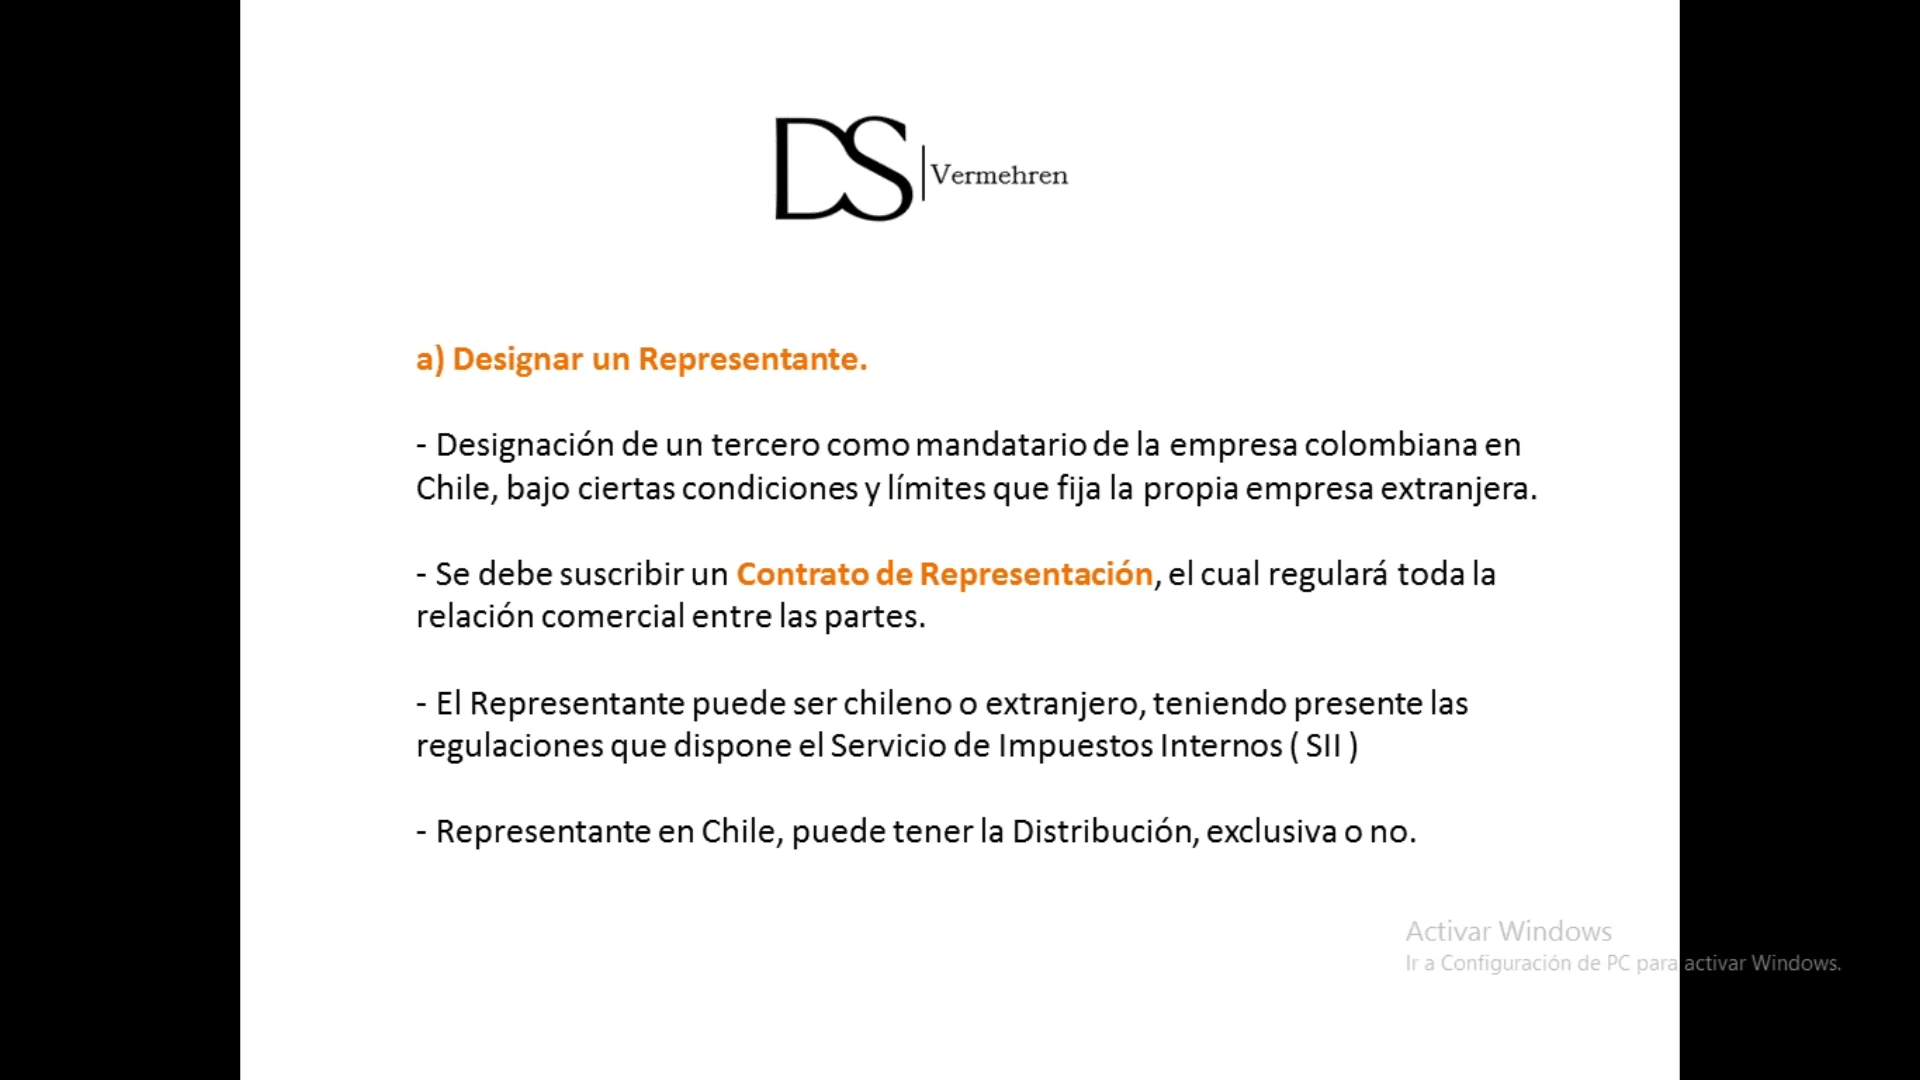 DS
Vermehren
a) Designar un Representante.
- Designación de un tercero como mandatario de la empresa colombiana en
Chile, bajo ciertas condiciones y límites que fija la propia empresa extranjera.
- Se debe suscribir un Contrato de Representación, el cual regulará toda la
relación comercial entre las partes.
- El Representante puede ser chileno o extranjero, teniendo presente las
regulaciones que dispone el Servicio de Impuestos Internos ( SII )
- Representante en Chile, puede tener la Distribución, exclusiva o no.
Activar Windows
Ir a Configuración de PC para activar Windows.